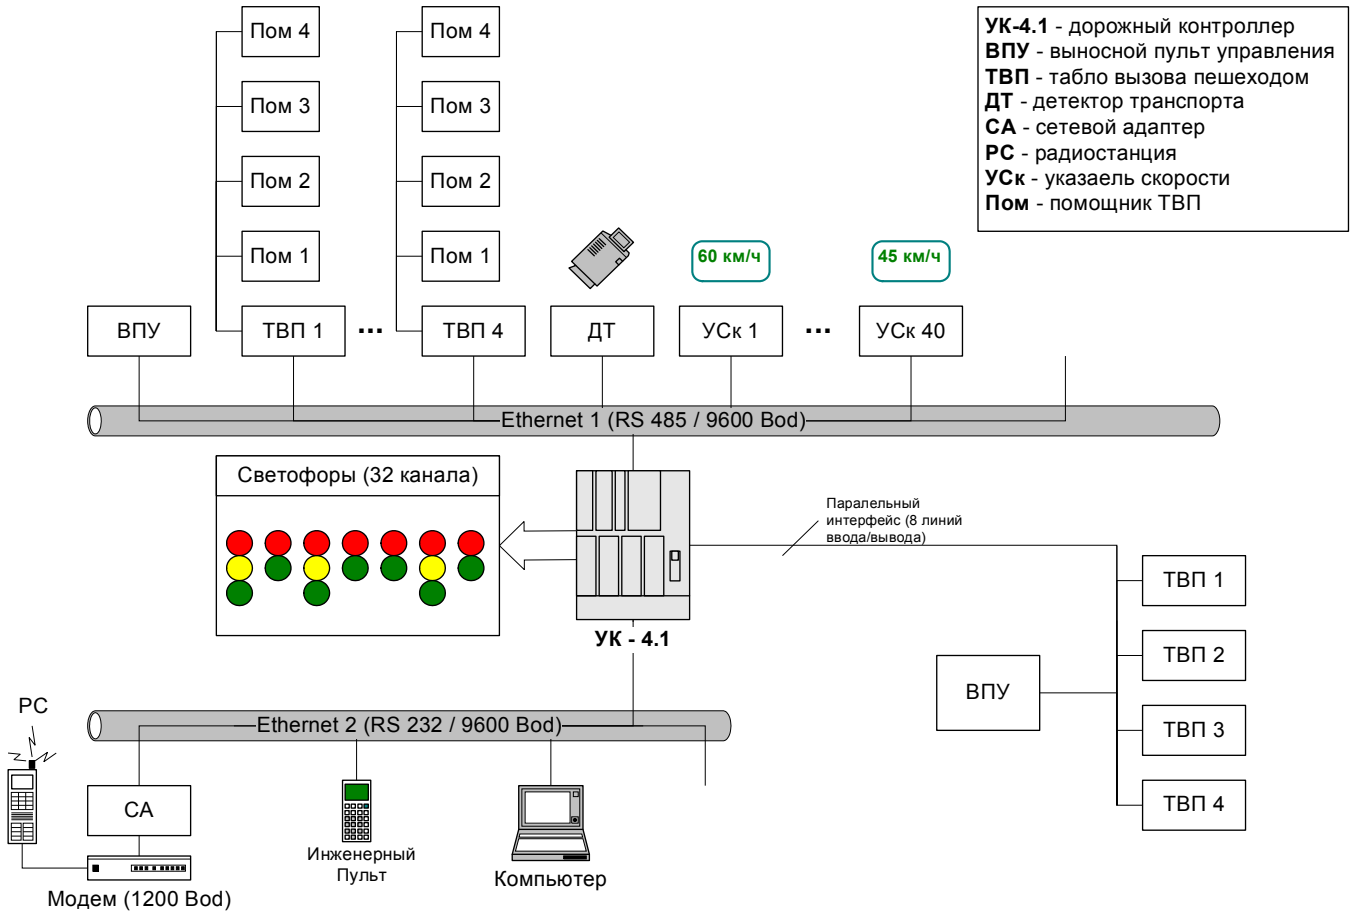 Пом 4
Пом 4
Пом 3
Пом 3
Пом 2
Пом 2
Пом 1
Пом 1
УК-4.1 - дорожный контроллер
ВПУ - выносной пульт управления
ТВП - табло вызова пешеходом
ДТ - детектор транспорта
СА - сетевой адаптер
РС - радиостанция
УСк - указаель скорости
Пом - помощник ТВП
60 км/ч
45 км/ч
ВПУ
ТВП 1
...
ТВП 4
ДТ
УСк 1
...
УСк 40
Ethernet 1 (RS 485 / 9600 Bod)
Светофоры (32 канала)
Паралельный
интерфейс (8 линий
ввода/вывода)
УК - 4.1
ТВП 1
ТВП 2
ВПУ
ТВП 3
ТВП 4
РС
Ethernet 2 (RS 232 / 9600 Bod)
СА
Инженерный
Пульт
Компьютер
Модем (1200 Bod)